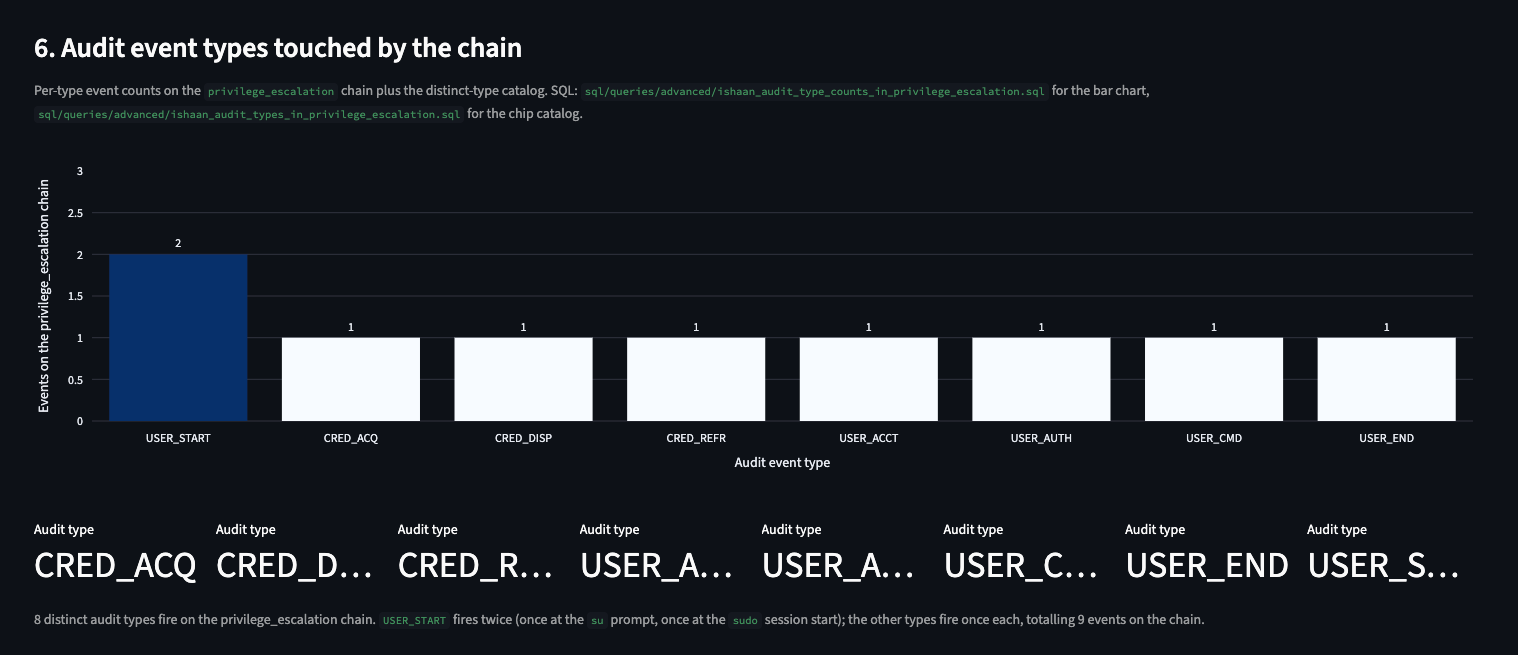 6. Audit event types touched by the chain
Per-type event counts on the privilege_escalation chain plus the distinct-type catalog. SQL: sql/queries/advanced/ishaan_audit_type_counts_in_privilege_escalation.sql for the bar chart,
sql/queries/advanced/ishaan_audit_types_in_privilege_escalation.sql for the chip catalog.
Events on the privilege_escalation chain
3
2.5
2
1.5
1
0.5
0
2
1
1
1
1
1
1
1
USER_START
CRED_ACQ
CRED_DISP
CRED_REFR
USER_ACCT
USER_AUTH
USER_CMD
USER_END
Audit event type
Audit type
CRED_ACQ
Audit type
CRED_D…
Audit type
CRED_R…
Audit type
USER_A…
Audit type
USER_A…
Audit type
USER_C…
Audit type
USER_END
Audit type
USER_S…
8 distinct audit types fire on the privilege_escalation chain. USER_START fires twice (once at the su prompt, once at the sudo session start); the other types fire once each, totalling 9 events on the chain.